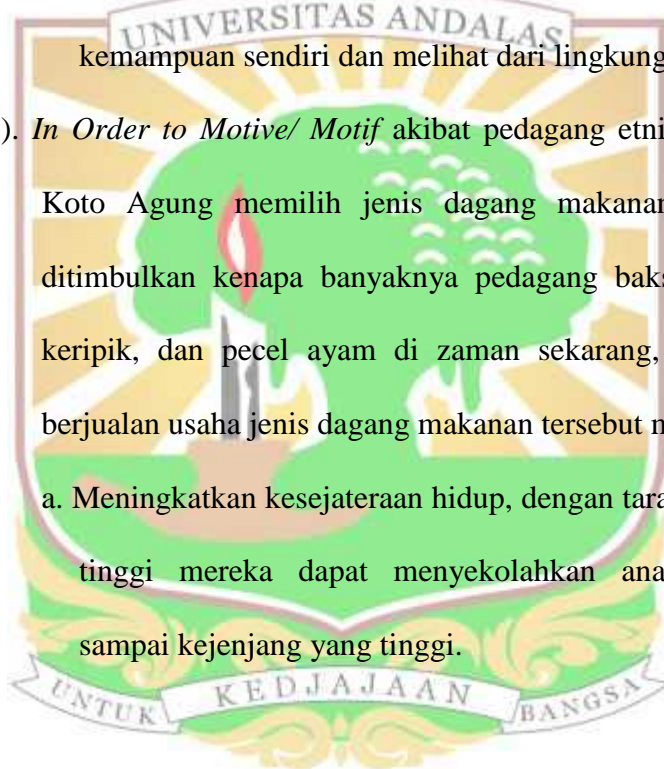 UNIVERSITAS ANDALAS
kemampuan sendiri dan melihat dari lingkung
). In Order to Motive/ Motif akibat pedagang etni
Koto Agung memilih jenis dagang makanan
ditimbulkan kenapa banyaknya pedagang baks
keripik, dan pecel ayam di zaman sekarang,
berjualan usaha jenis dagang makanan tersebut m
a. Meningkatkan kesejateraan hidup, dengan tara
tinggi mereka dapat menyekolahkan ana
sampai kejenjang yang tinggi.
UNTUK KEDJAJAAN BANGSA